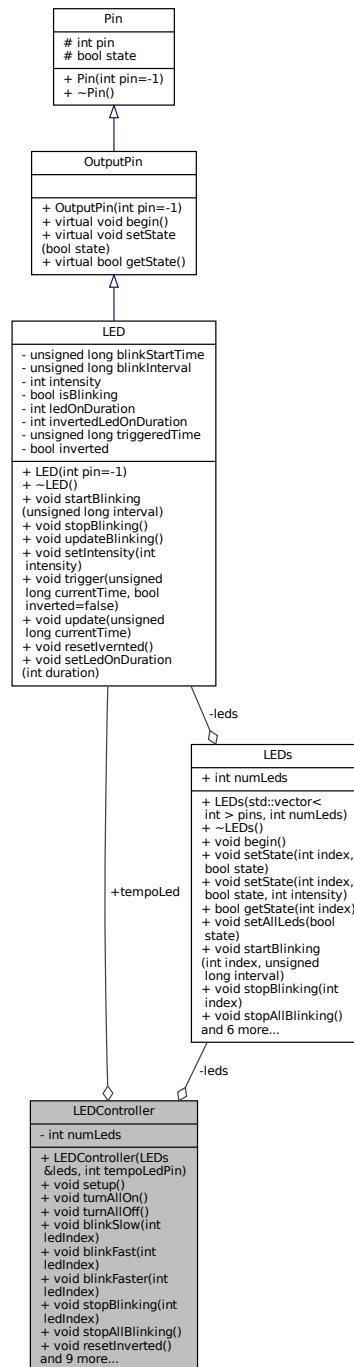 Pin
# int pin
# bool state
+ Pin(int pin=-1)
+ ~Pin()
OutputPin
+ OutputPin(int pin=-1)
+ virtual void begin()
+ virtual void setState
(bool state)
+ virtual bool getState()
LED
- unsigned long blinkStartTime
- unsigned long blinkInterval
- int intensity
- bool isBlinking
- int ledOnDuration
- int invertedLedOnDuration
- unsigned long triggeredTime
- bool inverted
+ LED(int pin=-1)
+ ~LED()
+ void startBlinking
(unsigned long interval)
+ void stopBlinking()
+ void updateBlinking()
+ void setIntensity(int
intensity)
+ void trigger(unsigned
long currentTime, bool
inverted=false)
+ void update(unsigned
long currentTime)
+ void resetIvernted()
+ void setLedOnDuration
(int duration)
-leds
LEDs
+ int numLeds
+ LEDs(std::vector<
int > pins, int numLeds)
+ ~LEDs()
+ void begin()
+ void setState(int index,
bool state)
+ void setState(int index,
bool state, int intensity)
+ bool getState(int index)
+ void setAllLeds(bool
state)
+ void startBlinking
(int index, unsigned
long interval)
+ void stopBlinking(int
index)
+ void stopAllBlinking()
and 6 more...
+tempoLed
-leds
LEDController
- int numLeds
+ LEDController(LEDs
&leds, int tempoLedPin)
+ void setup()
+ void turnAllOn()
+ void turnAllOff()
+ void blinkSlow(int
ledIndex)
+ void blinkFast(int
ledIndex)
+ void blinkFaster(int
ledIndex)
+ void stopBlinking(int
ledIndex)
+ void stopAllBlinking()
+ void resetInverted()
and 9 more...